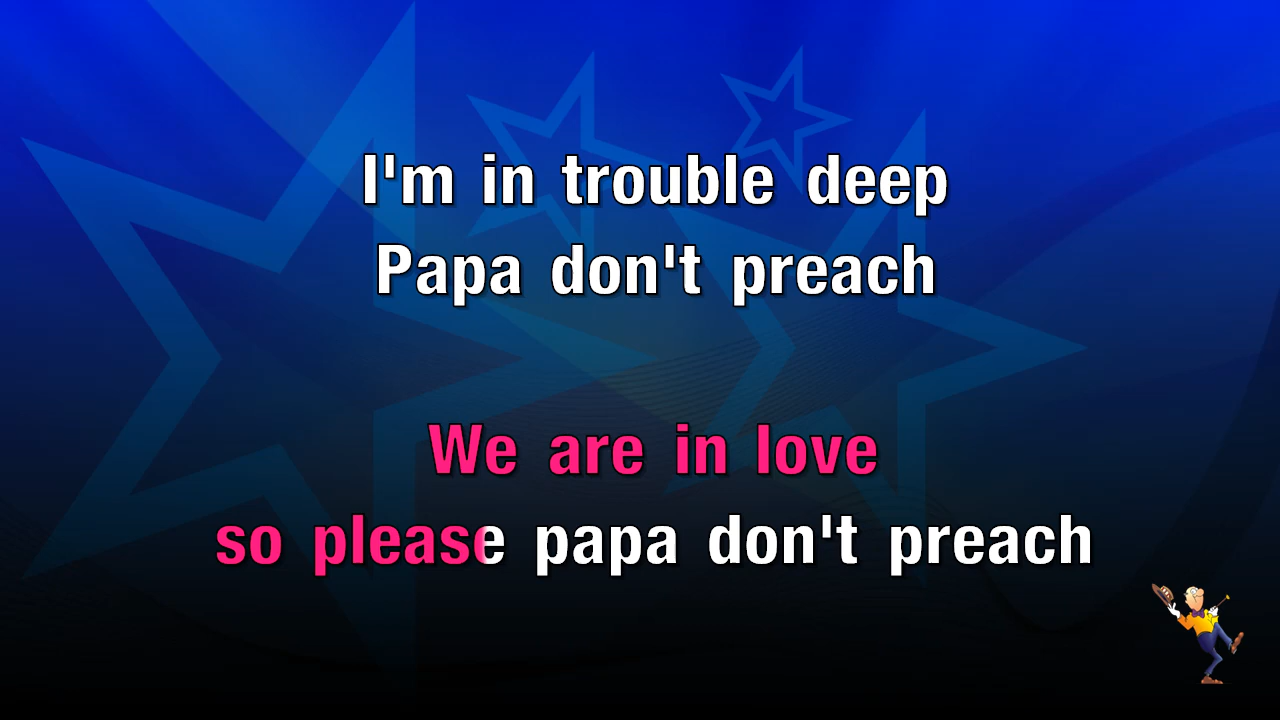 I'm in trouble deep
Papa don't preach
We are in love
so please papa don't preach